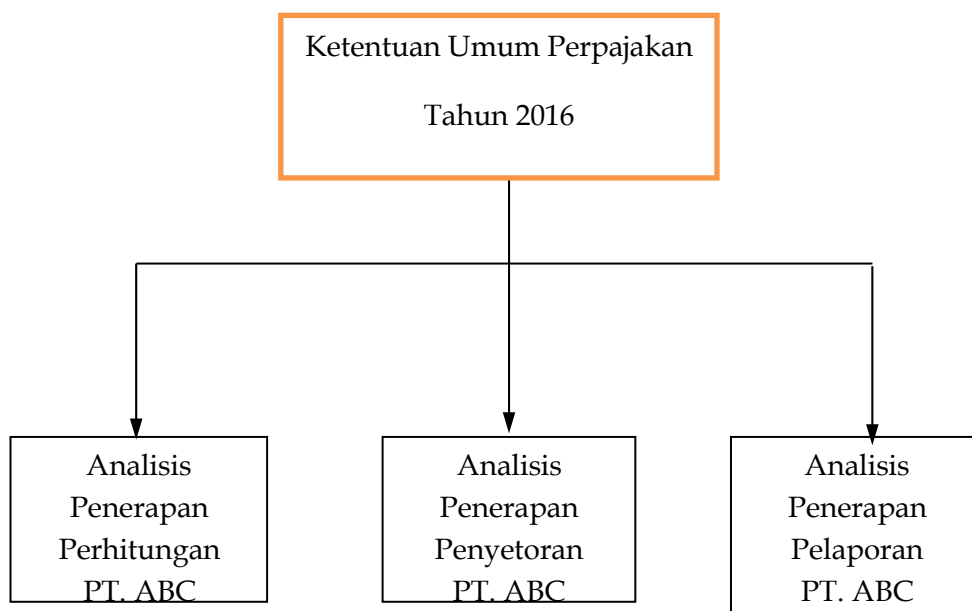 Ketentuan Umum Perpajakan
Tahun 2016
Analisis
Penerapan
Perhitungan
PT. ABC
Analisis
Penerapan
Penyetoran
PT. ABC
Analisis
Penerapan
Pelaporan
PT. ABC